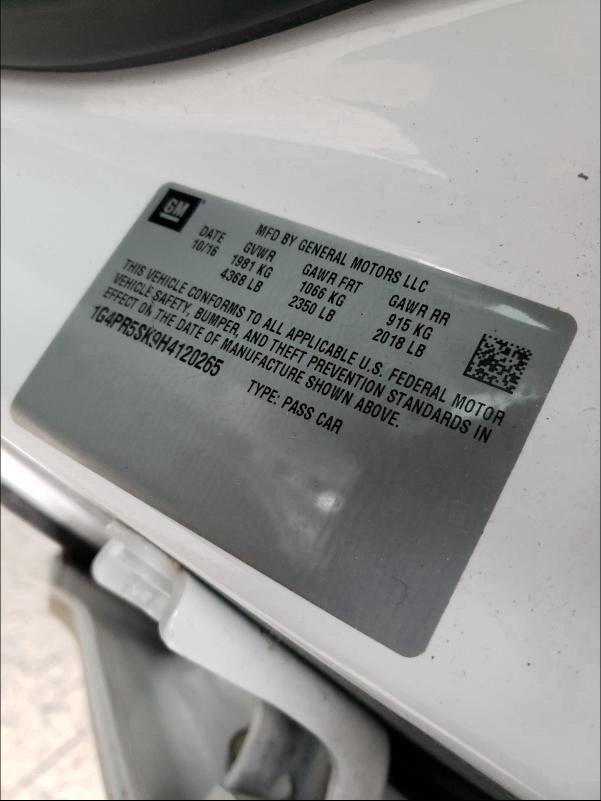 GM
MFD BY GENERAL MOTORS LLC
DATE GVWR GAWR FRT GAWR RR
10/16 1981 KG 1066 KG 915 KG
4368 LB 2350 LB 2018 LB
THIS VEHICLE CONFORMS TO ALL APPLICABLE U.S. FEDERAL MOTOR
VEHICLE SAFETY, BUMPER, AND THEFT PREVENTION STANDARDS IN
EFFECT ON THE DATE OF MANUFACTURE SHOWN ABOVE.
1G4PR5SK9H4120265
TYPE: PASS CAR